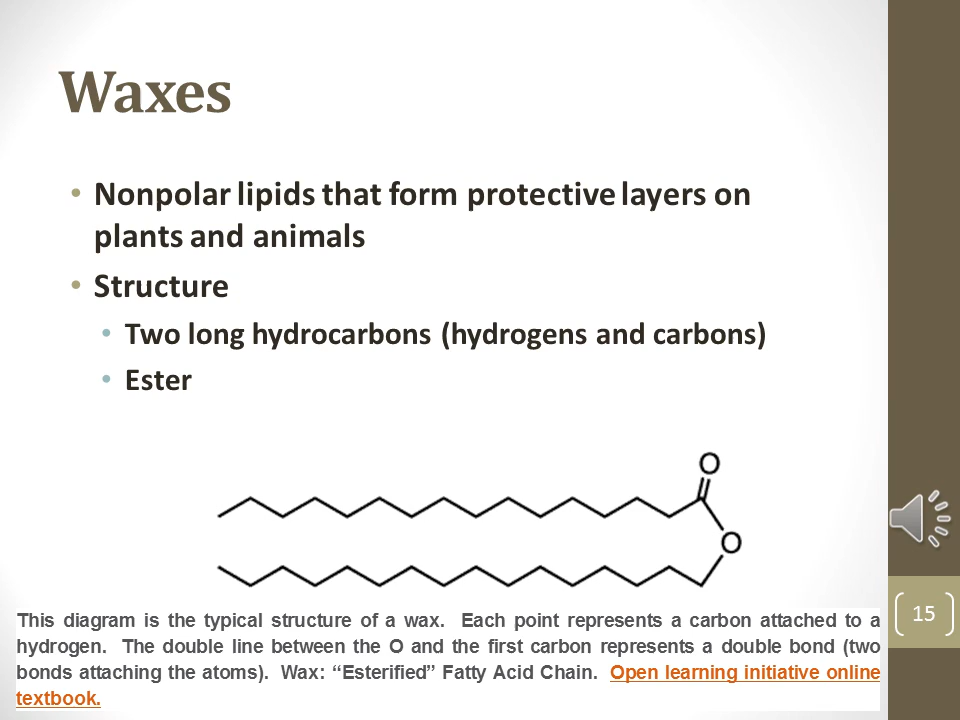 Waxes
• Nonpolar lipids that form protective layers on
plants and animals
• Structure
• Two long hydrocarbons (hydrogens and carbons)
• Ester
O
O
This diagram is the typical structure of a wax. Each point represents a carbon attached to a
hydrogen. The double line between the O and the first carbon represents a double bond (two
bonds attaching the atoms). Wax: “Esterified” Fatty Acid Chain. Open learning initiative online
textbook.
15